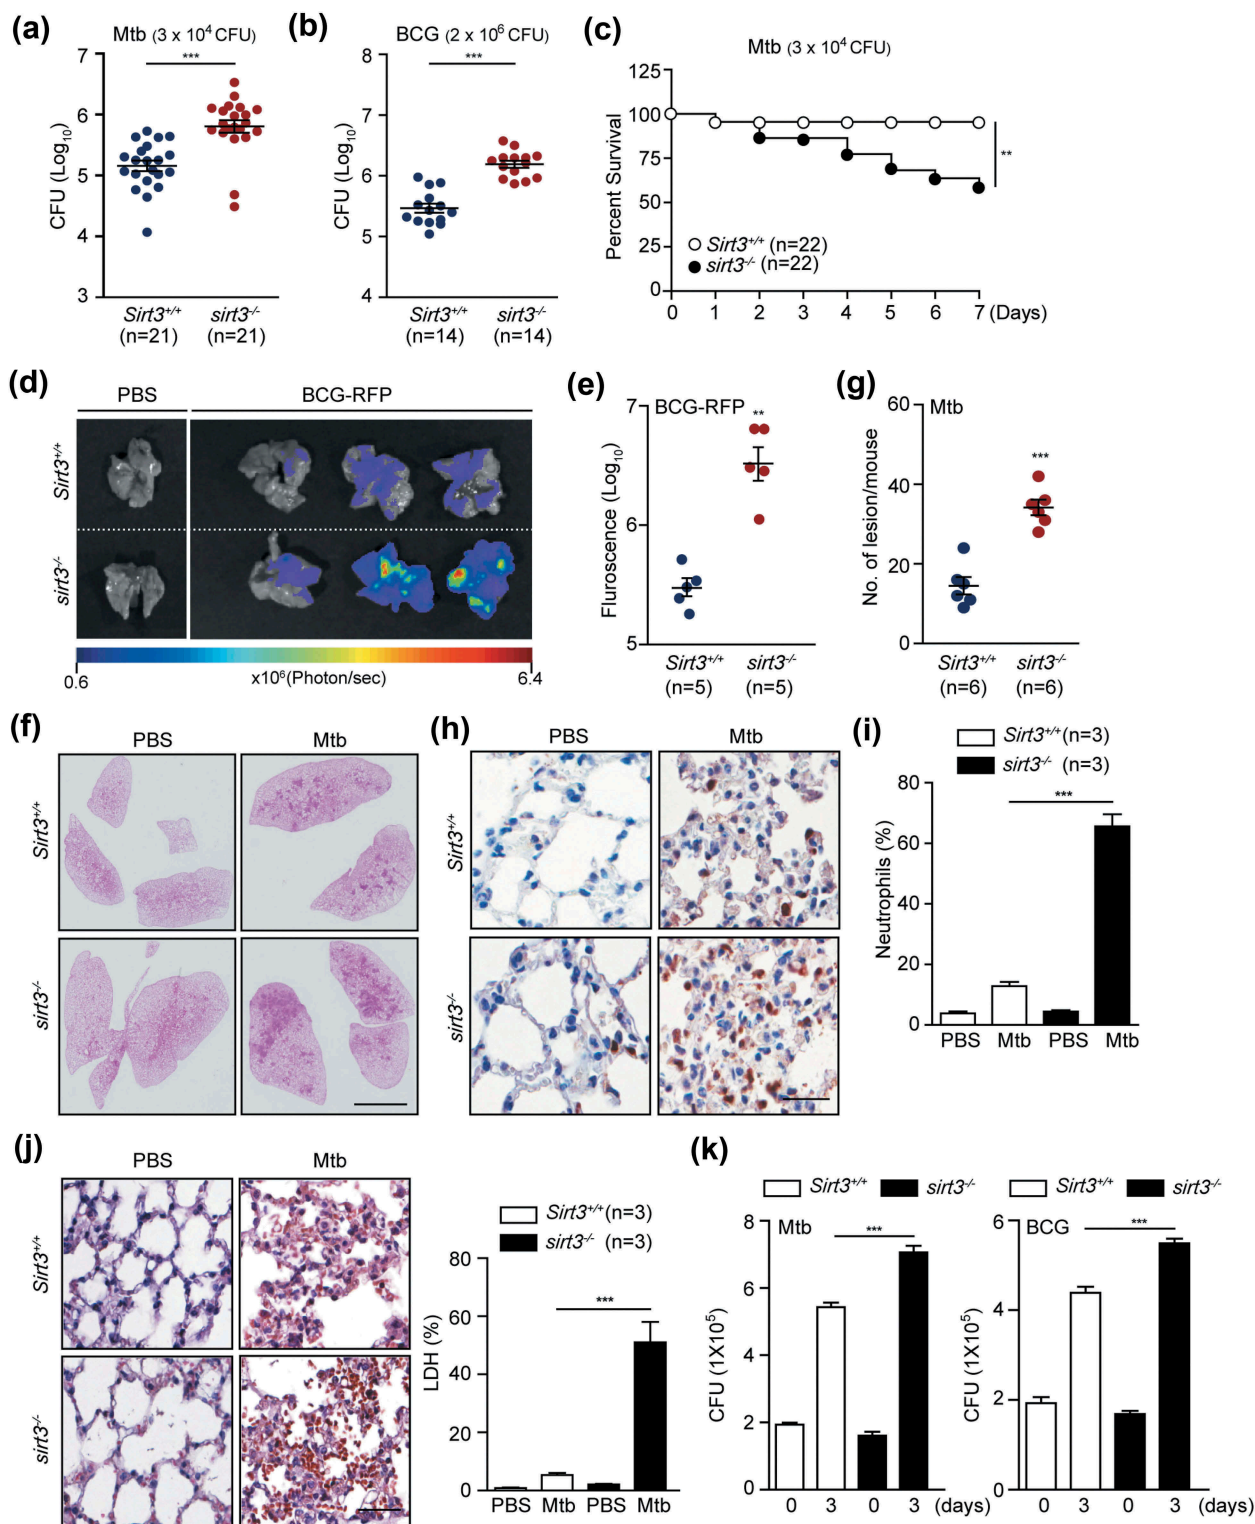 (a)
Mtb (3 x 10⁴ CFU)
***
CFU (Log₁₀)
7
6
5
4
3
Sirt3⁺/⁺ sirt3⁻/⁻
(n=21) (n=21)
(b)
BCG (2 x 10⁶ CFU)
***
CFU (Log₁₀)
8
7
6
5
4
Sirt3⁺/⁺ sirt3⁻/⁻
(n=14) (n=14)
(c)
Mtb (3 x 10⁴ CFU)
Percent Survival
125
100
75
50
25
0
**
Sirt3⁺/⁺ (n=22)
sirt3⁻/⁻ (n=22)
0 1 2 3 4 5 6 7 (Days)
(d)
PBS BCG-RFP
Sirt3⁺/⁺
sirt3⁻/⁻
0.6 x10⁶(Photon/sec) 6.4
(e)
BCG-RFP
**
Fluroscence (Log₁₀)
7
6
5
Sirt3⁺/⁺ sirt3⁻/⁻
(n=5) (n=5)
(g)
Mtb
***
No. of lesion/mouse
60
40
20
0
Sirt3⁺/⁺ sirt3⁻/⁻
(n=6) (n=6)
(f)
PBS Mtb
Sirt3⁺/⁺
sirt3⁻/⁻
(h)
PBS Mtb
Sirt3⁺/⁺
sirt3⁻/⁻
(i)
Sirt3⁺/⁺ (n=3)
sirt3⁻/⁻ (n=3)
***
Neutrophils (%)
80
60
40
20
0
PBS Mtb PBS Mtb
(j)
PBS Mtb
Sirt3⁺/⁺
sirt3⁻/⁻
Sirt3⁺/⁺ (n=3)
sirt3⁻/⁻ (n=3)
***
LDH (%)
80
60
40
20
0
PBS Mtb PBS Mtb
(k)
Sirt3⁺/⁺ sirt3⁻/⁻
Mtb
***
CFU (1X10⁵)
8
6
4
2
0
0 3 0 3 (days)
Sirt3⁺/⁺ sirt3⁻/⁻
BCG
***
CFU (1X10⁵)
6
4
2
0
0 3 0 3 (days)